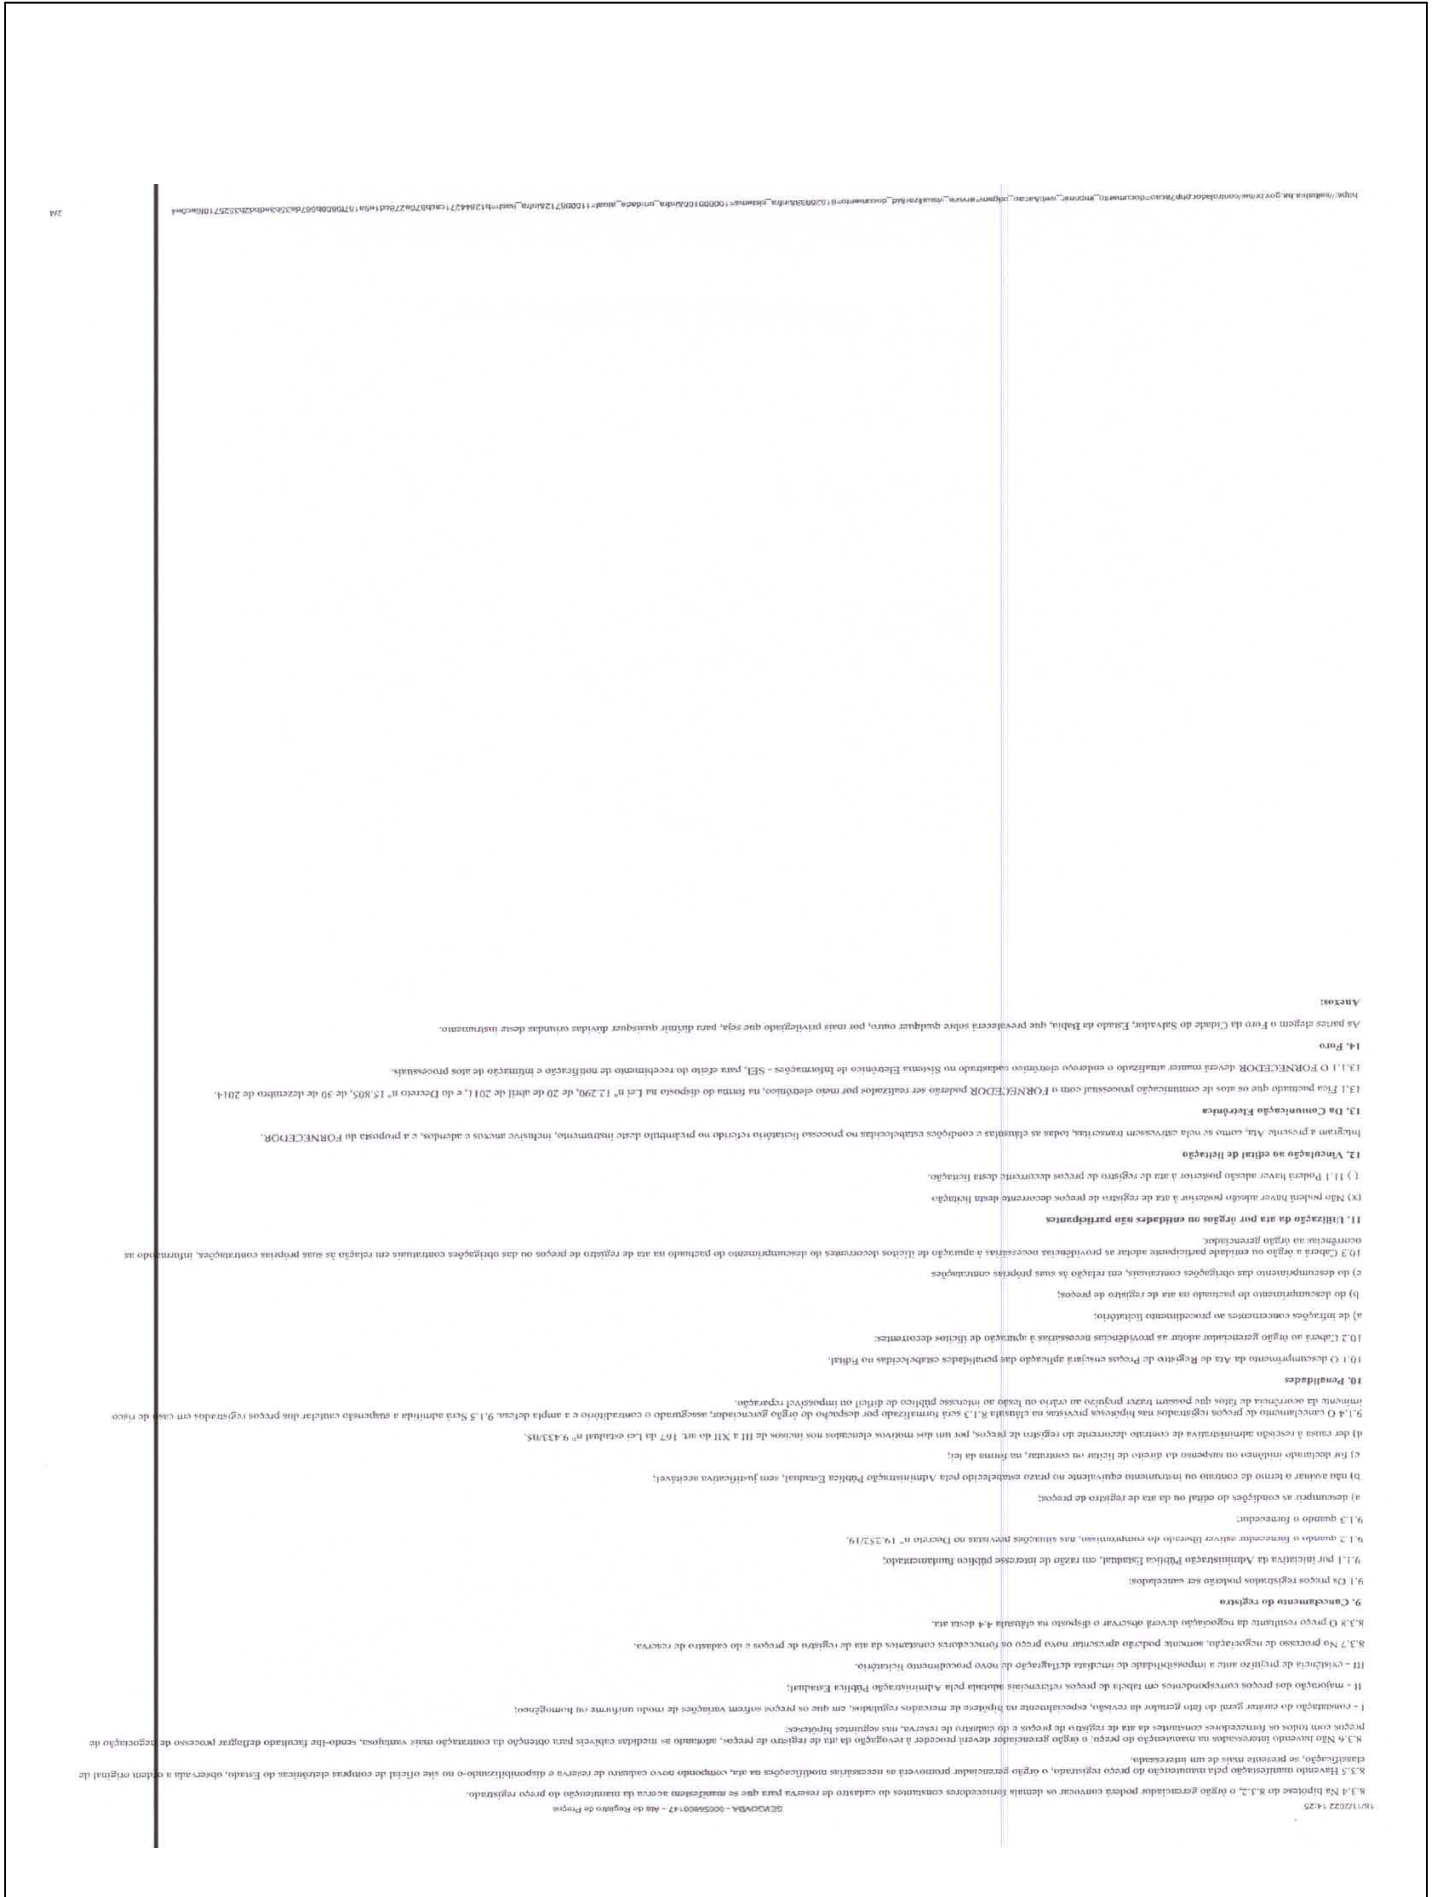 18/11/2022 14:25
SEI/GOVBA - 00056800147 - Ata de Registro de Preços
8.3.4 Na hipótese do 8.3.2, o órgão gerenciador poderá convocar os demais fornecedores constantes do cadastro de reserva para que se manifestem acerca da manutenção do preço registrado.
8.3.5 Havendo manifestação pela manutenção do preço registrado, o órgão gerenciador promoverá as necessárias modificações na ata, compondo novo cadastro de reserva e disponibilizando-o no site oficial de compras eletrônicas do Estado, observada a ordem original de
classificação, se presente mais de um interessado.
8.3.6 Não havendo interessados na manutenção do preço, o órgão gerenciador deverá proceder à revogação da ata de registro de preços, adotando as medidas cabíveis para obtenção da contratação mais vantajosa, sendo-lhe facultado deflagrar processo de negociação de
preços com todos os fornecedores constantes da ata de registro de preços e do cadastro de reserva, nas seguintes hipóteses:
I - constatação do caráter geral do fato gerador da revisão, especialmente na hipótese de mercados regulados, em que os preços sofrem variações de modo uniforme ou homogêneo;
II - majoração dos preços correspondentes em tabela de preços referenciais adotada pela Administração Pública Estadual;
III - existência de prejuízo ante a impossibilidade de imediata deflagração de novo procedimento licitatório.
8.3.7 No processo de negociação, somente poderão apresentar novo preço os fornecedores constantes da ata de registro de preços e do cadastro de reserva.
8.3.8 O preço resultante da negociação deverá observar o disposto na cláusula 4.4 desta ata.
9. Cancelamento do registro
9.1 Os preços registrados poderão ser cancelados:
9.1.1 por iniciativa da Administração Pública Estadual, em razão de interesse público fundamentado;
9.1.2 quando o fornecedor estiver liberado do compromisso, nas situações previstas no Decreto nº 19.252/19.
9.1.3 quando o fornecedor:
a) descumprir as condições do edital ou da ata de registro de preços;
b) não assinar o termo de contrato ou instrumento equivalente no prazo estabelecido pela Administração Pública Estadual, sem justificativa aceitável;
c) for declarado inidôneo ou suspenso do direito de licitar ou contratar, na forma da lei;
d) der causa à rescisão administrativa de contrato decorrente do registro de preços, por um dos motivos elencados nos incisos de III a XII do art. 167 da Lei estadual nº 9.433/05.
9.1.4 O cancelamento de preços registrados nas hipóteses previstas na cláusula 8.1.3 será formalizado por despacho do órgão gerenciador, assegurado o contraditório e a ampla defesa. 9.1.5 Será admitida a suspensão cautelar dos preços registrados em caso de risco
iminente da ocorrência de fatos que possam trazer prejuízo ao erário ou lesão ao interesse público de difícil ou impossível reparação.
10. Penalidades
10.1 O descumprimento da Ata de Registro de Preços ensejará aplicação das penalidades estabelecidas no Edital.
10.2 Caberá ao órgão gerenciador adotar as providências necessárias à apuração de ilícitos decorrentes:
a) de infrações concernentes ao procedimento licitatório;
b) do descumprimento do pactuado na ata de registro de preços;
c) do descumprimento das obrigações contratuais, em relação às suas próprias contratações
10.3 Caberá a órgão ou entidade participante adotar as providências necessárias à apuração de ilícitos decorrentes do descumprimento do pactuado na ata de registro de preços ou das obrigações contratuais em relação às suas próprias contratações, informando as
ocorrências ao órgão gerenciador.
11. Utilização da ata por órgãos ou entidades não participantes
(x) Não poderá haver adesão posterior à ata de registro de preços decorrente desta licitação
( ) 11.1 Poderá haver adesão posterior à ata de registro de preços decorrente desta licitação.
12. Vinculação ao edital de licitação
Integram a presente Ata, como se nela estivessem transcritas, todas as cláusulas e condições estabelecidas no processo licitatório referido no preâmbulo deste instrumento, inclusive anexos e adendos, e a proposta do FORNECEDOR.
13. Da Comunicação Eletrônica
13.1 Fica pactuado que os atos de comunicação processual com o FORNECEDOR poderão ser realizados por meio eletrônico, na forma do disposto na Lei nº 12.290, de 20 de abril de 2011, e do Decreto nº 15.805, de 30 de dezembro de 2014.
13.1.1 O FORNECEDOR deverá manter atualizado o endereço eletrônico cadastrado no Sistema Eletrônico de Informações - SEI, para efeito do recebimento de notificação e intimação de atos processuais.
14. Foro
As partes elegem o Foro da Cidade do Salvador, Estado da Bahia, que prevalecerá sobre qualquer outro, por mais privilegiado que seja, para dirimir quaisquer dúvidas oriundas deste instrumento.
Anexos:
2/4